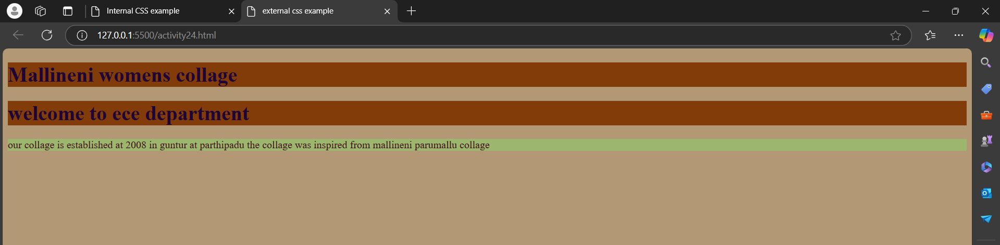 Internal CSS example
external css example
127.0.0.1:5500/activity24.html
Mallineni womens collage
welcome to ece department
our collage is established at 2008 in guntur at parthipadu the collage was inspired from mallineni parumallu collage